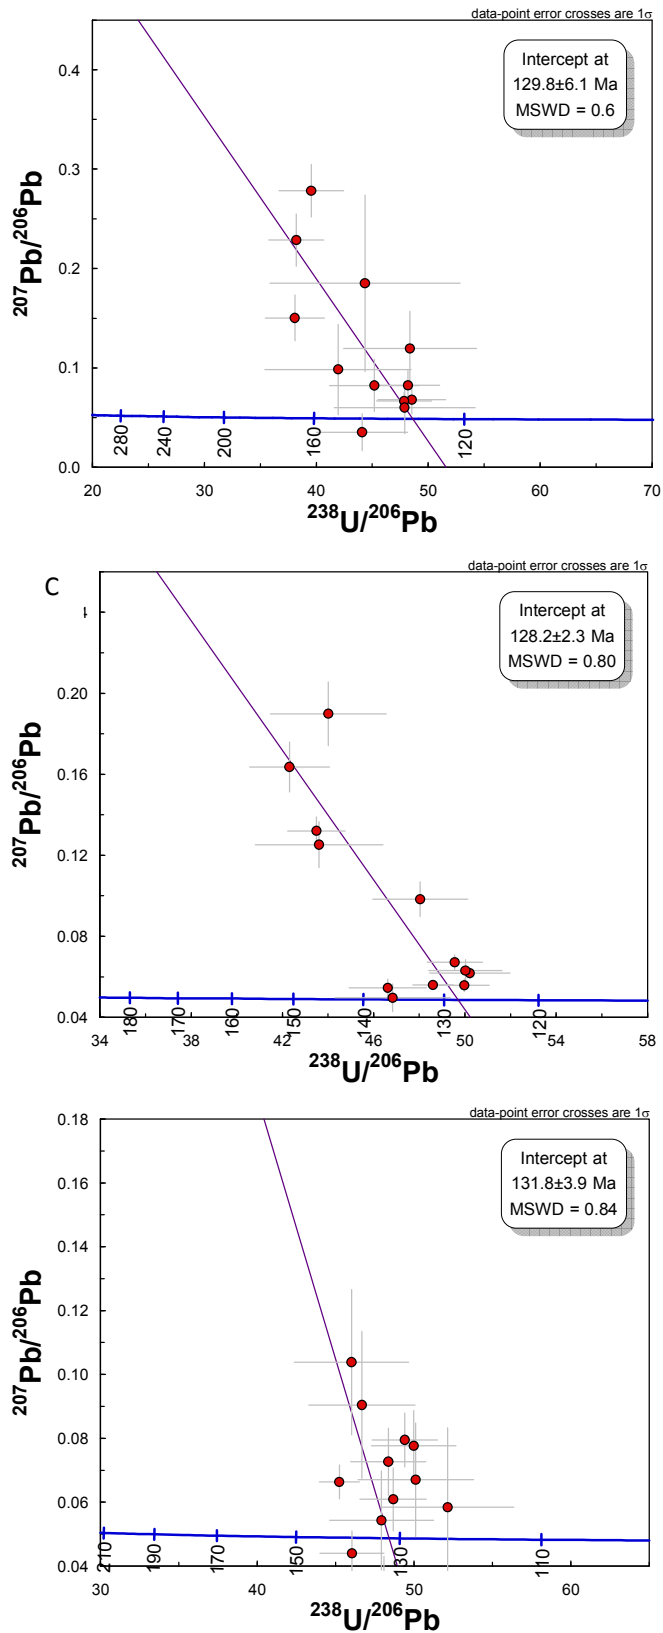 data-point error crosses are 1σ
Intercept at
129.8±6.1 Ma
MSWD = 0.6
0.4
0.3
0.2
0.1
0.0
207Pb/206Pb
280 240 200 160 120
20 30 40 50 60 70
238U/206Pb
data-point error crosses are 1σ
C
Intercept at
128.2±2.3 Ma
MSWD = 0.80
0.20
0.16
0.12
0.08
0.04
207Pb/206Pb
180 170 160 150 140 130 120
34 38 42 46 50 54 58
238U/206Pb
data-point error crosses are 1σ
Intercept at
131.8±3.9 Ma
MSWD = 0.84
0.18
0.16
0.14
0.12
0.10
0.08
0.06
0.04
207Pb/206Pb
210 190 170 150 130 110
30 40 50 60
238U/206Pb